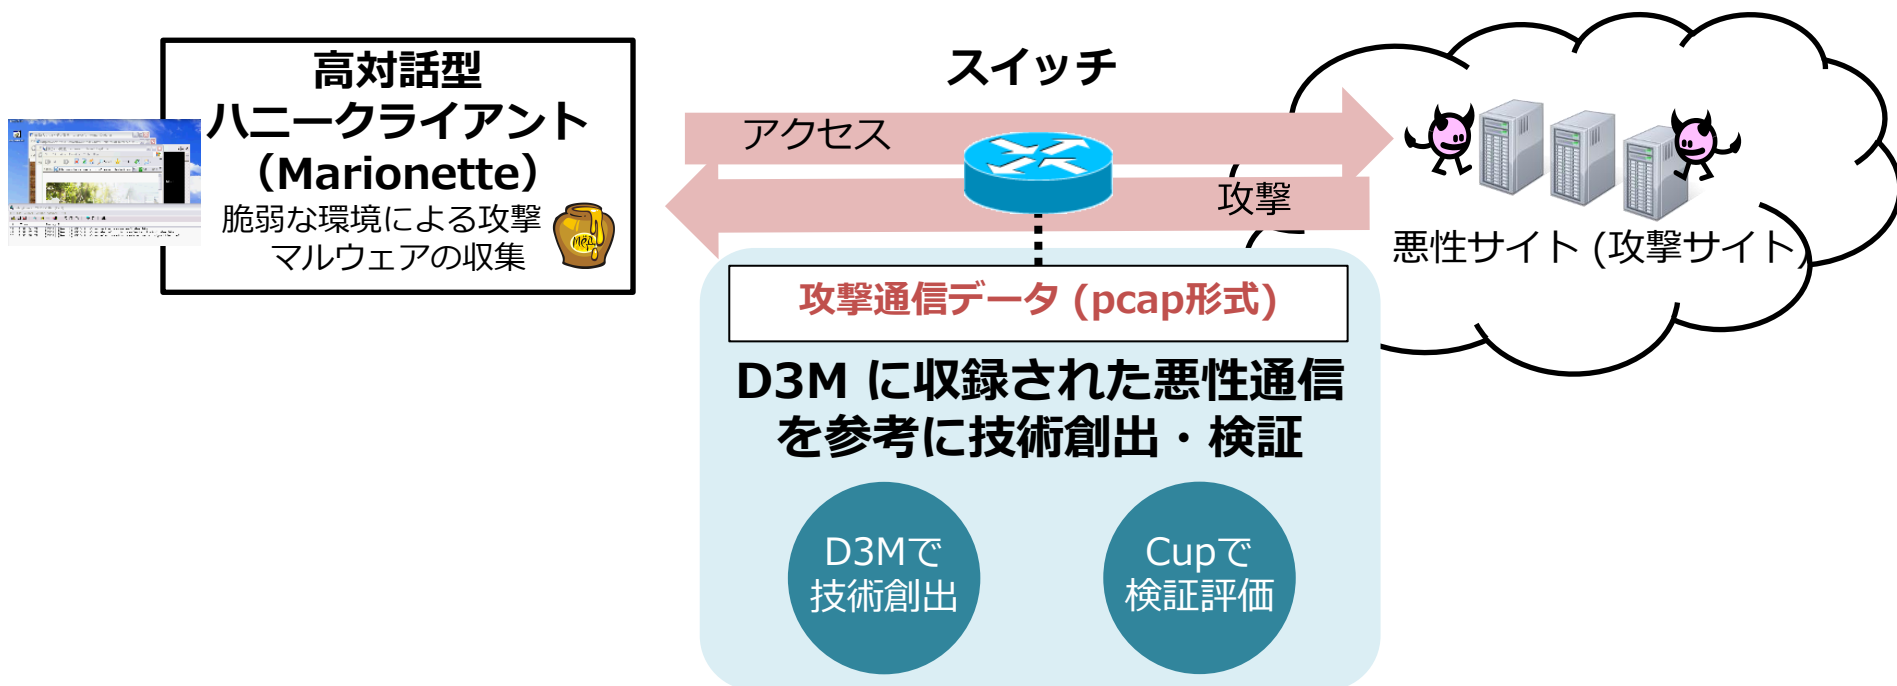 高対話型
ハニークライアント
（Marionette）
脆弱な環境による攻撃
マルウェアの収集
スイッチ
アクセス
攻撃
悪性サイト (攻撃サイト)
攻撃通信データ (pcap形式)
D3M に収録された悪性通信
を参考に技術創出・検証
D3Mで
技術創出
Cupで
検証評価